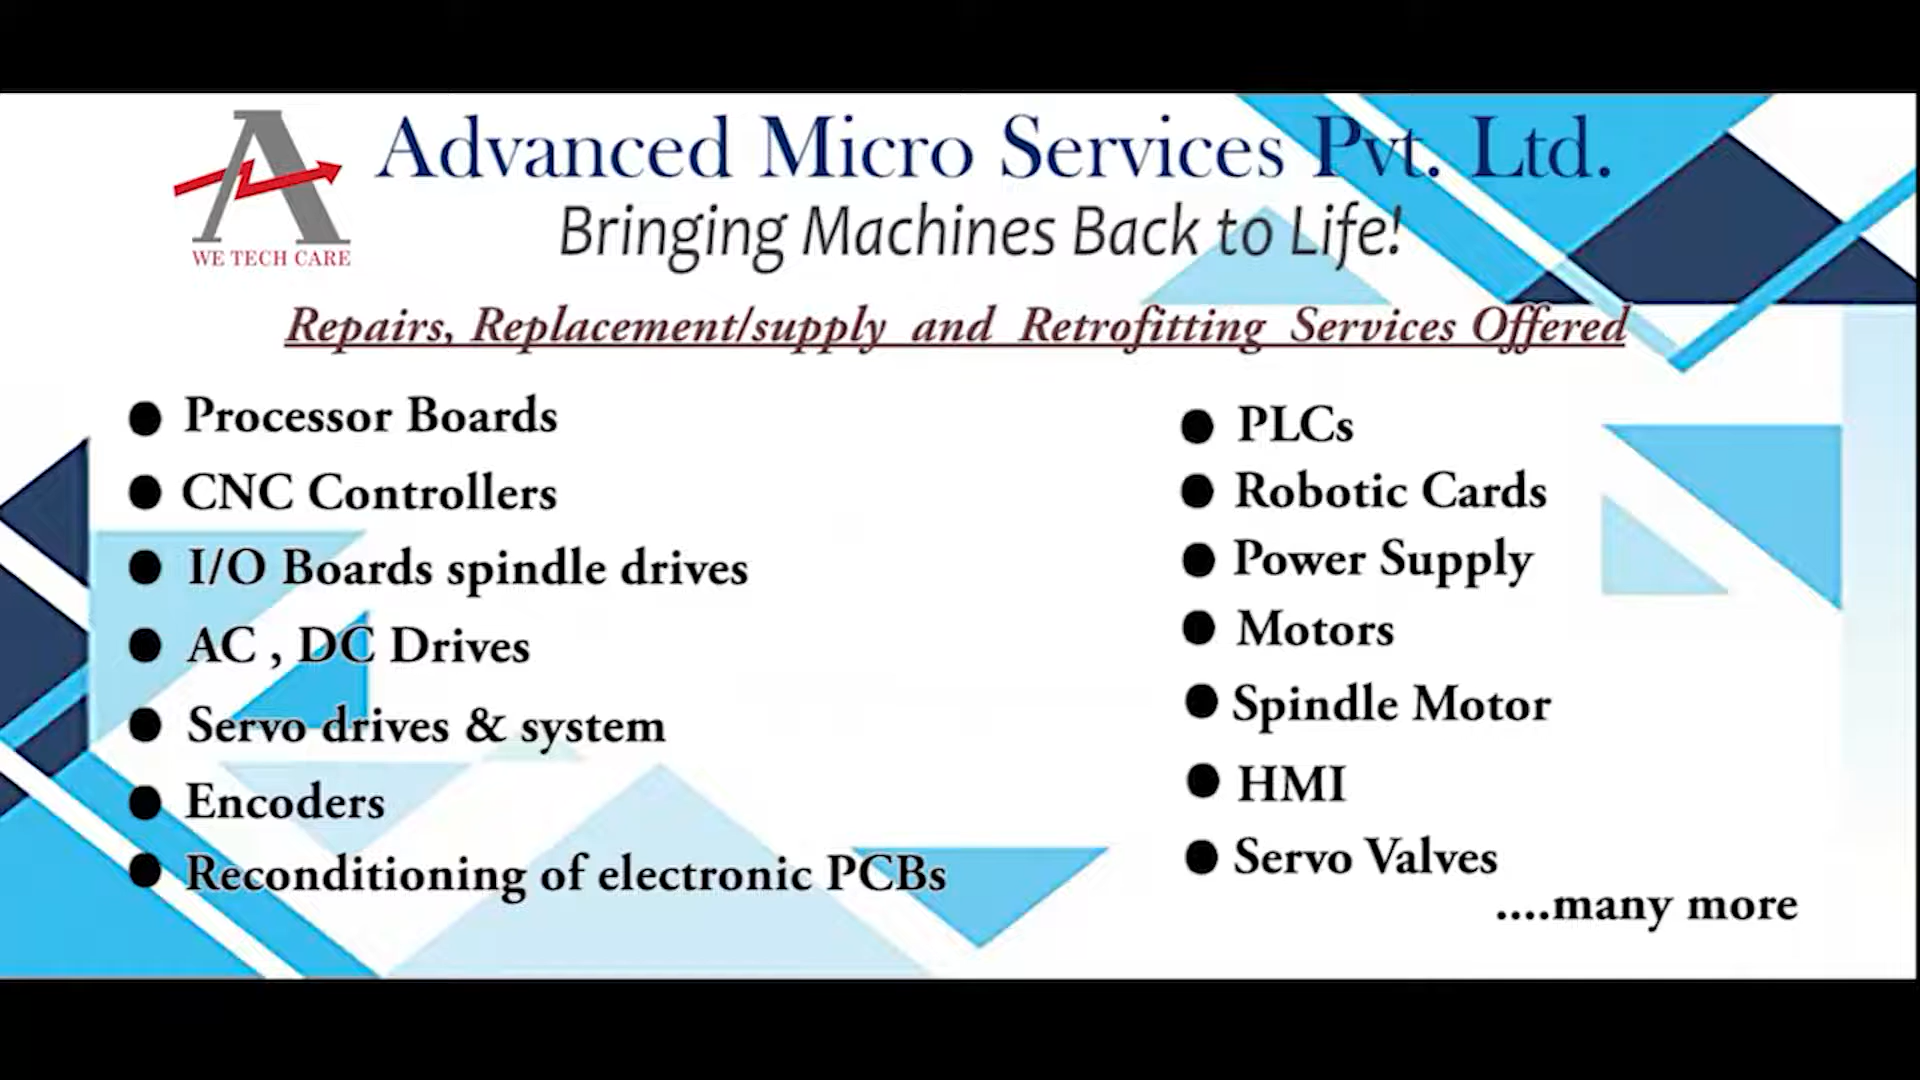 Advanced Micro Services Pvt. Ltd.
WE TECH CARE
Bringing Machines Back to Life!
Repairs, Replacement/supply and Retrofitting Services Offered
Processor Boards
CNC Controllers
I/O Boards spindle drives
AC , DC Drives
Servo drives & system
Encoders
Reconditioning of electronic PCBs
PLCs
Robotic Cards
Power Supply
Motors
Spindle Motor
HMI
Servo Valves
....many more